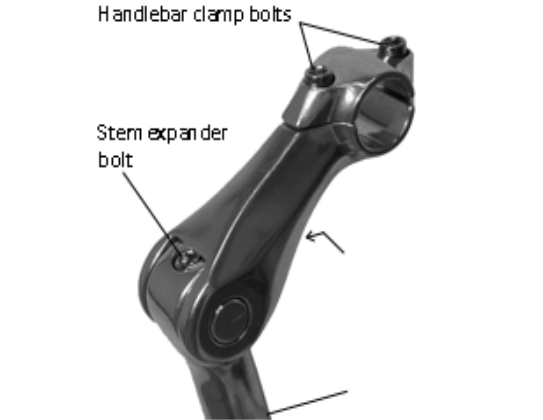 Handlebar clamp bolts
Stem expander
bolt